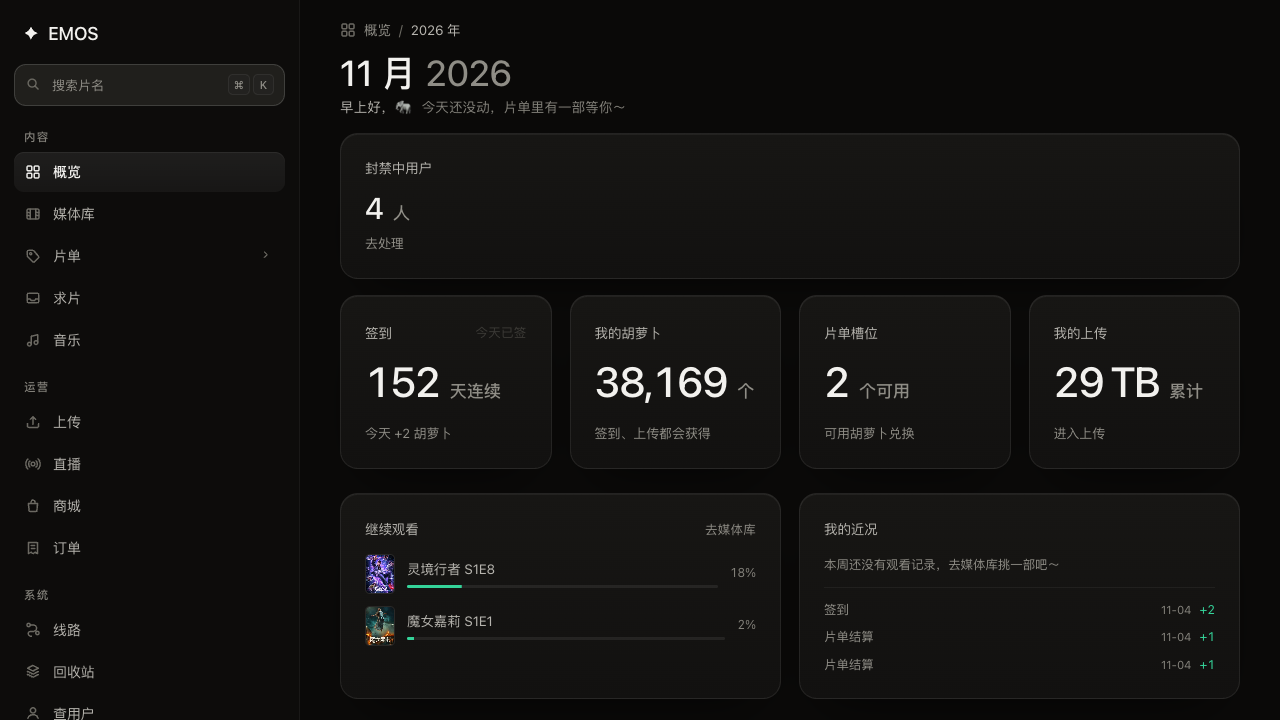 EMOS
搜索片名 ⌘ K
内容
概览
媒体库
片单
求片
音乐
运营
上传
直播
商城
订单
系统
线路
回收站
查用户
概览 / 2026 年
11 月 2026
早上好， 今天还没动，片单里有一部等你～
封禁中用户
4 人
去处理
签到 今天已签
152 天连续
今天 +2 胡萝卜
我的胡萝卜
38,169 个
签到、上传都会获得
片单槽位
2 个可用
可用胡萝卜兑换
我的上传
29 TB 累计
进入上传
继续观看 去媒体库
灵境行者 S1E8 18%
魔女嘉莉 S1E1 2%
我的近况
本周还没有观看记录，去媒体库挑一部吧～
签到 11-04 +2
片单结算 11-04 +1
片单结算 11-04 +1